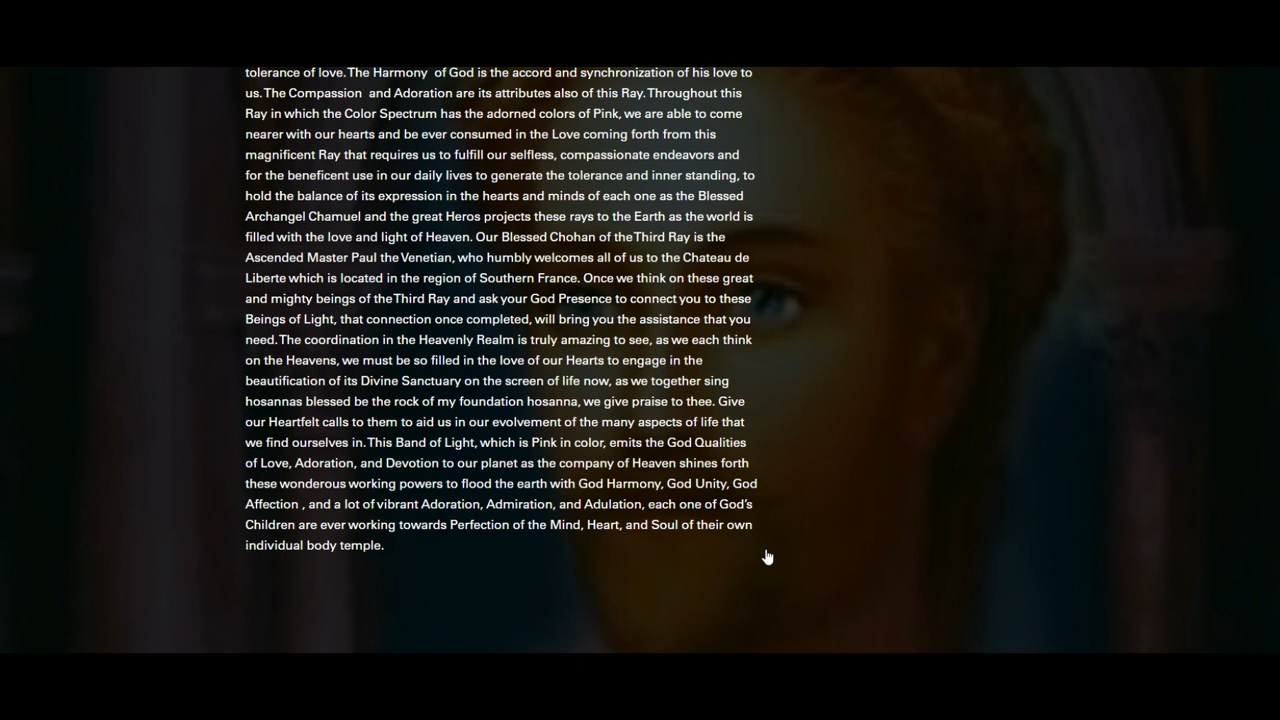 tolerance of love. The Harmony of God is the accord and synchronization of his love to
us. The Compassion and Adoration are its attributes also of this Ray. Throughout this
Ray in which the Color Spectrum has the adorned colors of Pink, we are able to come
nearer with our hearts and be ever consumed in the Love coming forth from this
magnificent Ray that requires us to fulfill our selfless, compassionate endeavors and
for the beneficent use in our daily lives to generate the tolerance and inner standing, to
hold the balance of its expression in the hearts and minds of each one as the Blessed
Archangel Chamuel and the great Heros projects these rays to the Earth as the world is
filled with the love and light of Heaven. Our Blessed Chohan of the Third Ray is the
Ascended Master Paul the Venetian, who humbly welcomes all of us to the Chateau de
Liberte which is located in the region of Southern France. Once we think on these great
and mighty beings of the Third Ray and ask your God Presence to connect you to these
Beings of Light, that connection once completed, will bring you the assistance that you
need. The coordination in the Heavenly Realm is truly amazing to see, as we each think
on the Heavens, we must be so filled in the love of our Hearts to engage in the
beautification of its Divine Sanctuary on the screen of life now, as we together sing
hosannas blessed be the rock of my foundation hosanna, we give praise to thee. Give
our Heartfelt calls to them to aid us in our evolvement of the many aspects of life that
we find ourselves in. This Band of Light, which is Pink in color, emits the God Qualities
of Love, Adoration, and Devotion to our planet as the company of Heaven shines forth
these wonderous working powers to flood the earth with God Harmony, God Unity, God
Affection , and a lot of vibrant Adoration, Admiration, and Adulation, each one of God's
Children are ever working towards Perfection of the Mind, Heart, and Soul of their own
individual body temple.